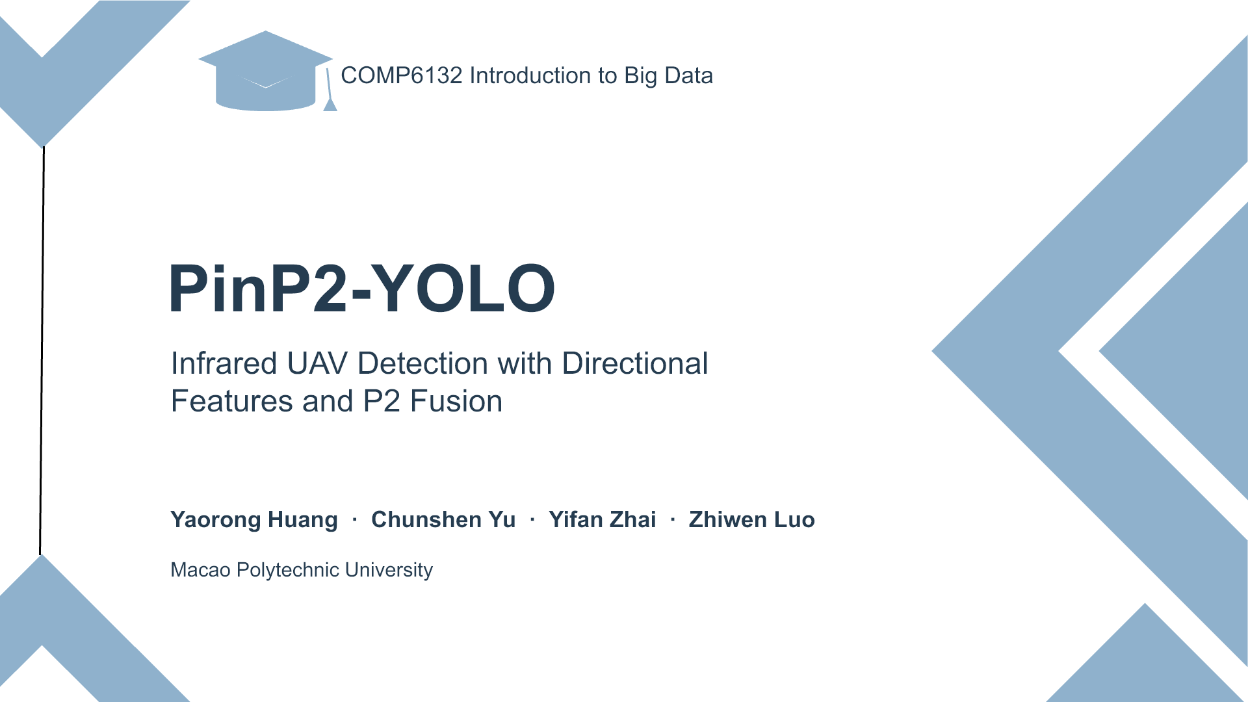 COMP6132 Introduction to Big Data
PinP2-YOLO
Infrared UAV Detection with Directional
Features and P2 Fusion
Yaorong Huang · Chunshen Yu · Yifan Zhai · Zhiwen Luo
Macao Polytechnic University